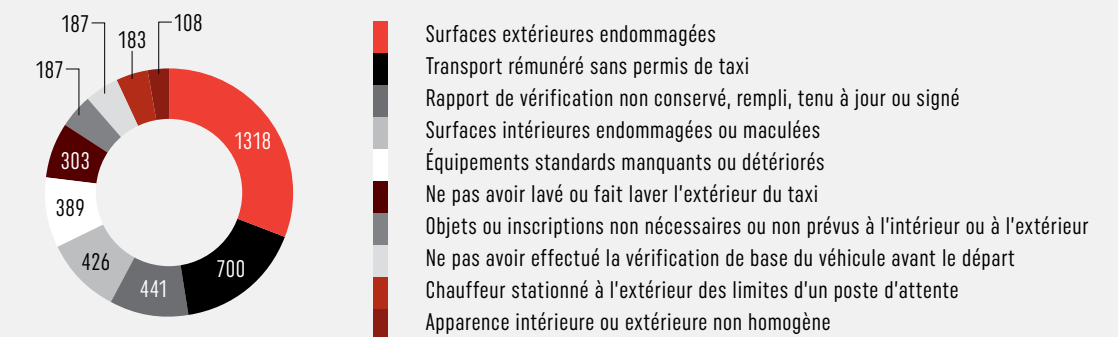 187
108
187
183
1318
303
389
426
700
441
Surfaces extérieures endommagées
Transport rémunéré sans permis de taxi
Rapport de vérification non conservé, rempli, tenu à jour ou signé
Surfaces intérieures endommagées ou maculées
Équipements standards manquants ou détériorés
Ne pas avoir lavé ou fait laver l'extérieur du taxi
Objets ou inscriptions non nécessaires ou non prévus à l'intérieur ou à l'extérieur
Ne pas avoir effectué la vérification de base du véhicule avant le départ
Chauffeur stationné à l'extérieur des limites d'un poste d'attente
Apparence intérieure ou extérieure non homogène